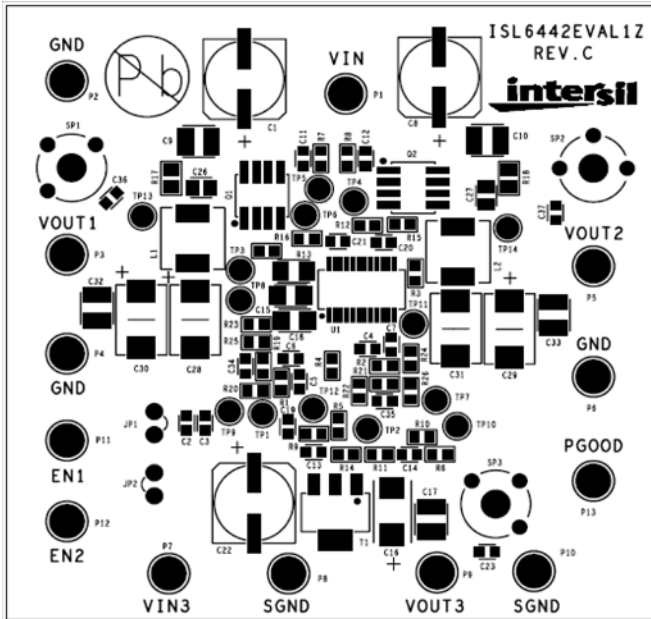 ISL6442EVAL1Z
REV.C
intersil
GND
P2
Pb
C1
VIN
P1
C8
SP1
C9
C11
R7
R8
C12
Q2
C10
SP2
C36
R17
C26
Q1
TP5
TP4
C27
R18
C37
VOUT1
P3
TP13
L1
TP6
R12
R15
TP14
VOUT2
P5
R16
C21
C20
TP3
R13
TP8
C15
R3
L2
TP11
C32
C30
C28
R23
R25
R19
U1
C31
C29
C33
P4
GND
C34
C6
R4
C4
C7
R2
R24
R21
GND
P6
R20
R1
C5
R22
R26
C35
TP7
JP1
C2
C3
TP9
TP1
C19
TP12
R5
TP2
R10
TP10
P11
EN1
R9
C13
R14
R11
C14
R6
PGOOD
P13
JP2
P12
EN2
C22
T1
C16
C17
SP3
C23
P7
VIN3
P8
SGND
P9
VOUT3
P10
SGND